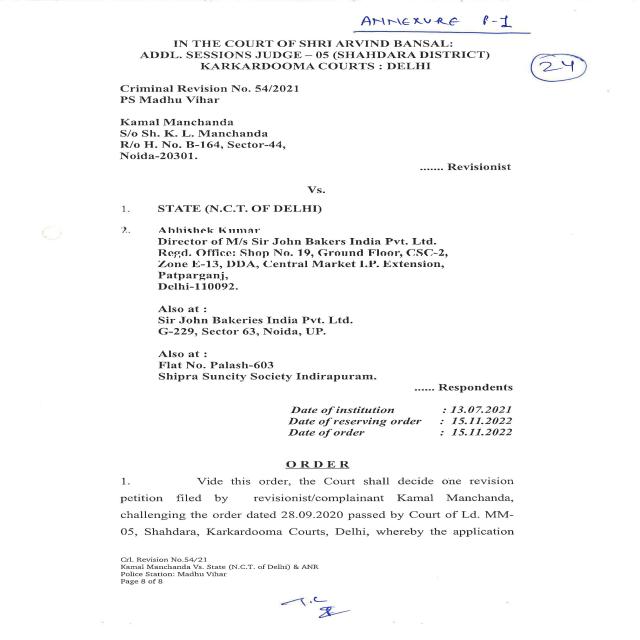 ANNEXURE P-1
24
IN THE COURT OF SHRI ARVIND BANSAL:
ADDL. SESSIONS JUDGE – 05 (SHAHDARA DISTRICT)
KARKARDOOMA COURTS : DELHI
Criminal Revision No. 54/2021
PS Madhu Vihar
Kamal Manchanda
S/o Sh. K. L. Manchanda
R/o H. No. B-164, Sector-44,
Noida-20301.
....... Revisionist
Vs.
1. STATE (N.C.T. OF DELHI)
2. Abhishek Kumar
Director of M/s Sir John Bakers India Pvt. Ltd.
Regd. Office: Shop No. 19, Ground Floor, CSC-2,
Zone E-13, DDA, Central Market I.P. Extension,
Patparganj,
Delhi-110092.
Also at :
Sir John Bakeries India Pvt. Ltd.
G-229, Sector 63, Noida, UP.
Also at :
Flat No. Palash-603
Shipra Suncity Society Indirapuram.
...... Respondents
Date of institution : 13.07.2021
Date of reserving order : 15.11.2022
Date of order : 15.11.2022
ORDER
1. Vide this order, the Court shall decide one revision
petition filed by revisionist/complainant Kamal Manchanda,
challenging the order dated 28.09.2020 passed by Court of Ld. MM-
05, Shahdara, Karkardooma Courts, Delhi, whereby the application
Crl. Revision No.54/21
Kamal Manchanda Vs. State (N.C.T. of Delhi) & ANR
Police Station: Madhu Vihar
Page 8 of 8
T.C